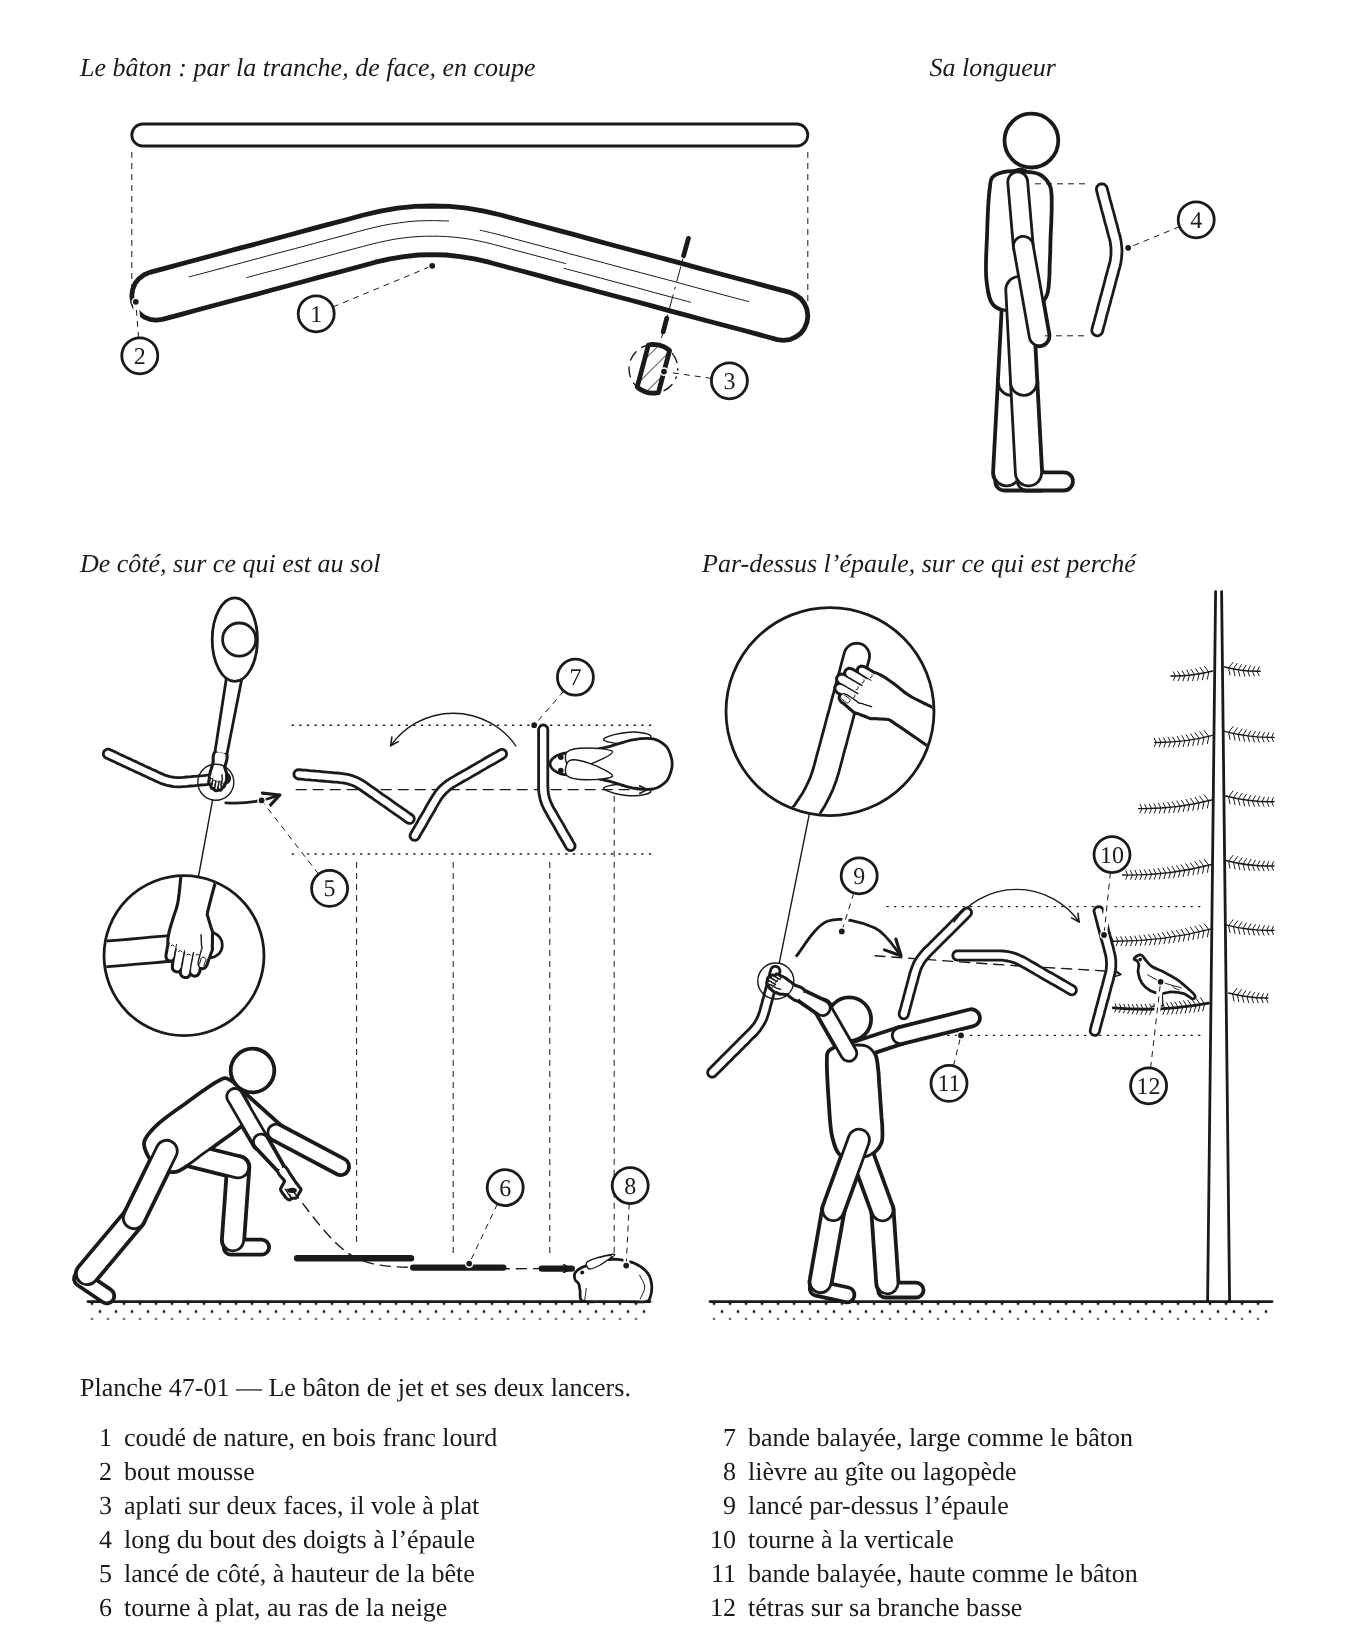 Le bâton : par la tranche, de face, en coupe
Sa longueur
1
2
3
4
De côté, sur ce qui est au sol
Par-dessus l’épaule, sur ce qui est perché
7
5
9
10
11
12
6
8
Planche 47-01 — Le bâton de jet et ses deux lancers.
1 coudé de nature, en bois franc lourd
2 bout mousse
3 aplati sur deux faces, il vole à plat
4 long du bout des doigts à l’épaule
5 lancé de côté, à hauteur de la bête
6 tourne à plat, au ras de la neige
7 bande balayée, large comme le bâton
8 lièvre au gîte ou lagopède
9 lancé par-dessus l’épaule
10 tourne à la verticale
11 bande balayée, haute comme le bâton
12 tétras sur sa branche basse